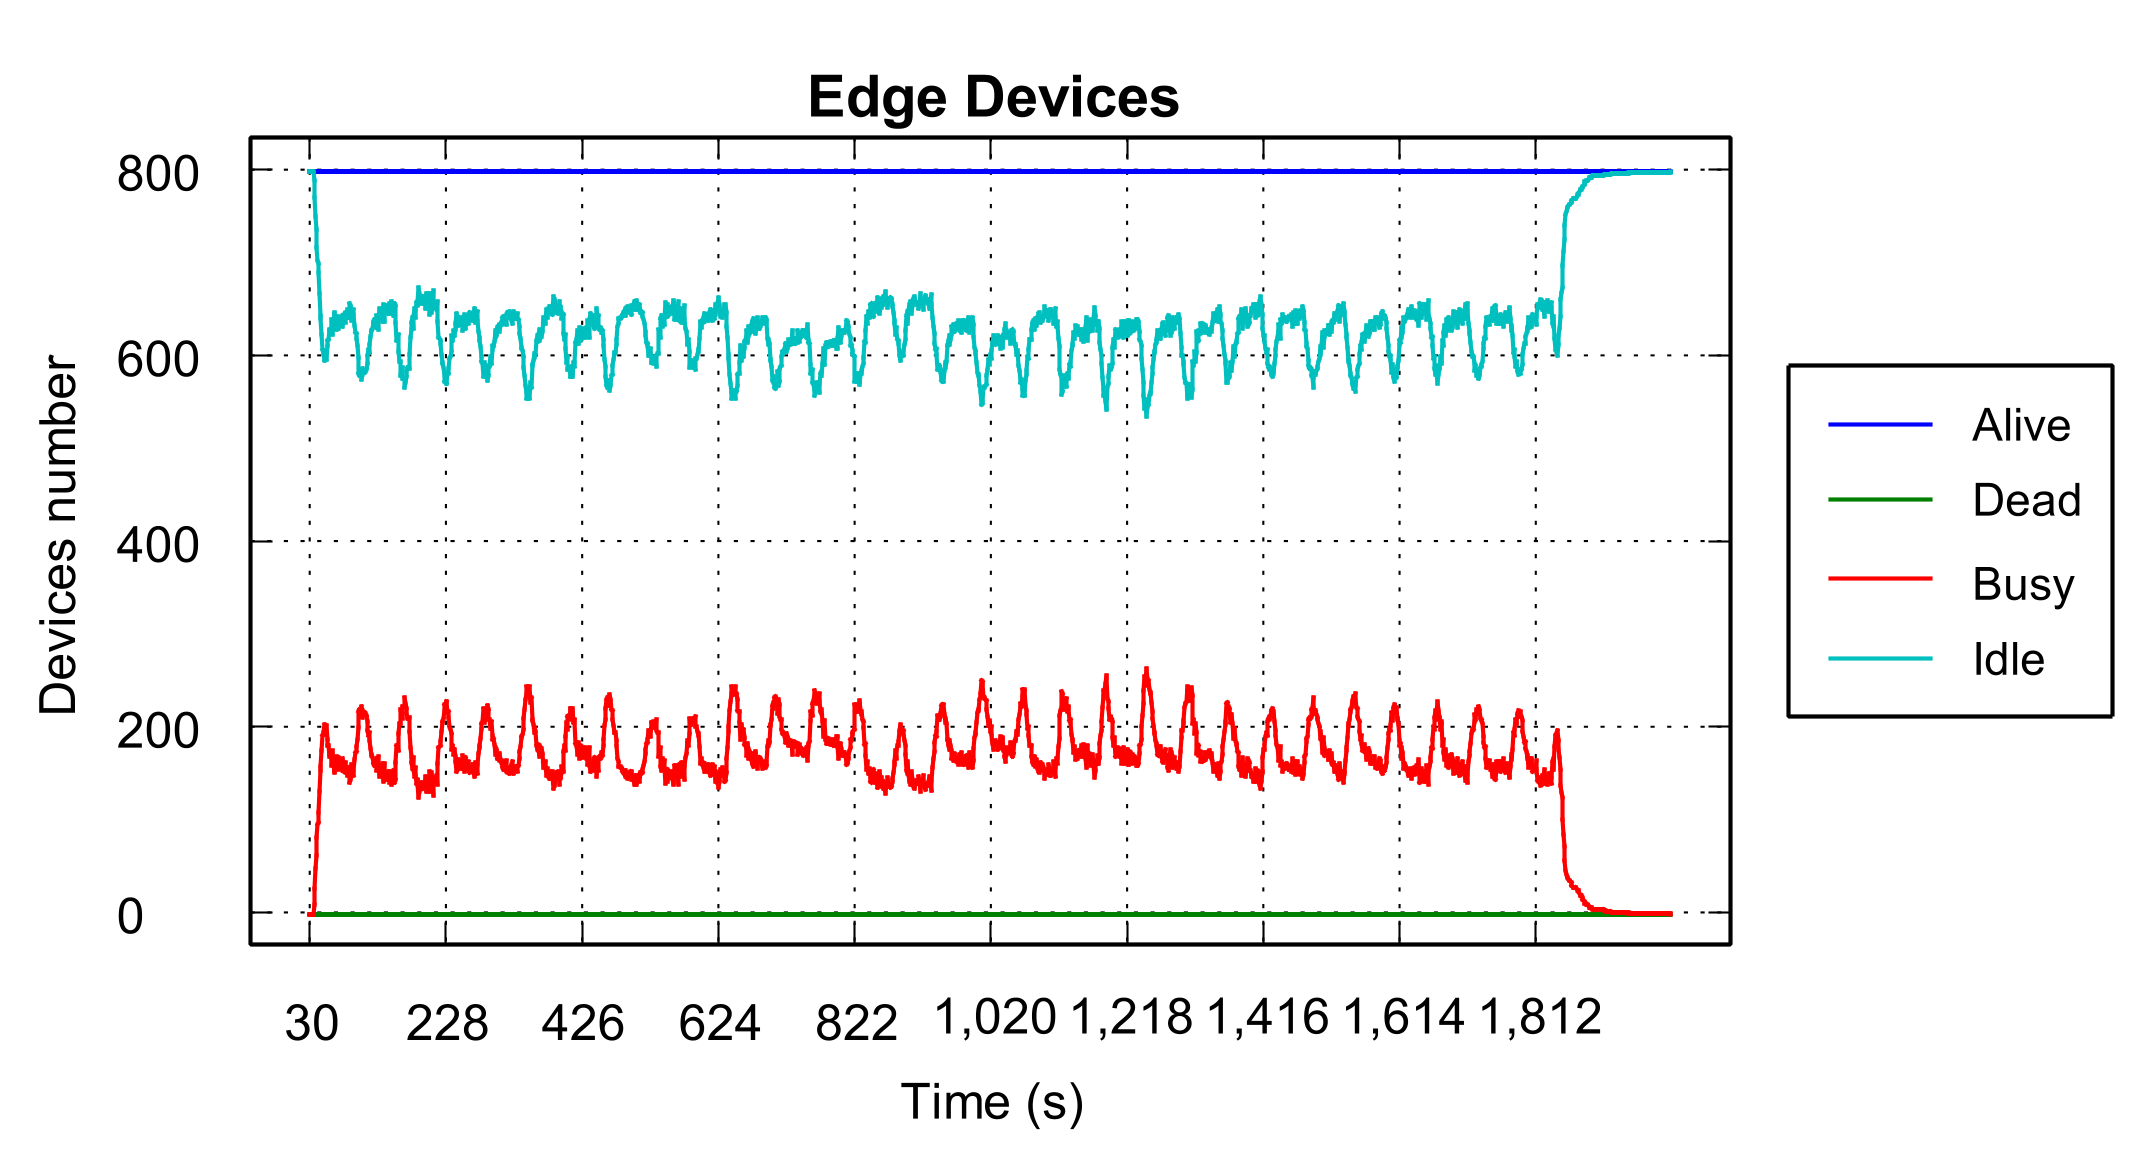 Edge Devices
800
600
400
200
0
Devices number
30 228 426 624 822 1,020 1,218 1,416 1,614 1,812
Time (s)
Alive
Dead
Busy
Idle